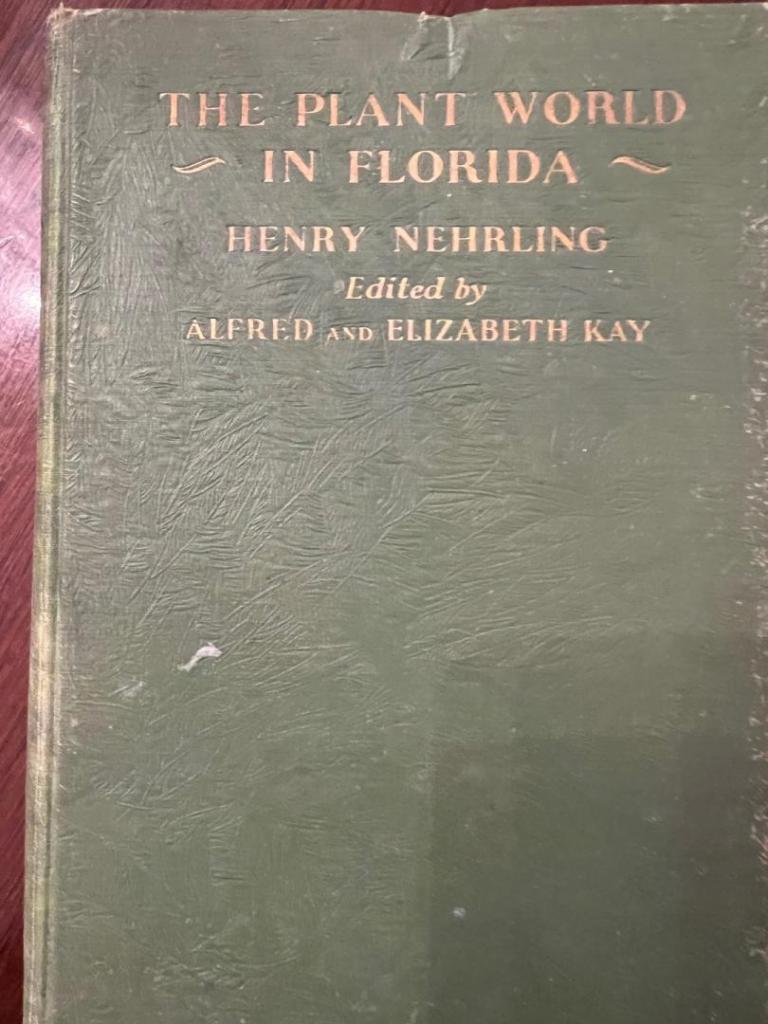 THE PLANT WORLD
~ IN FLORIDA ~
HENRY NEHRLING
Edited by
ALFRED AND ELIZABETH KAY